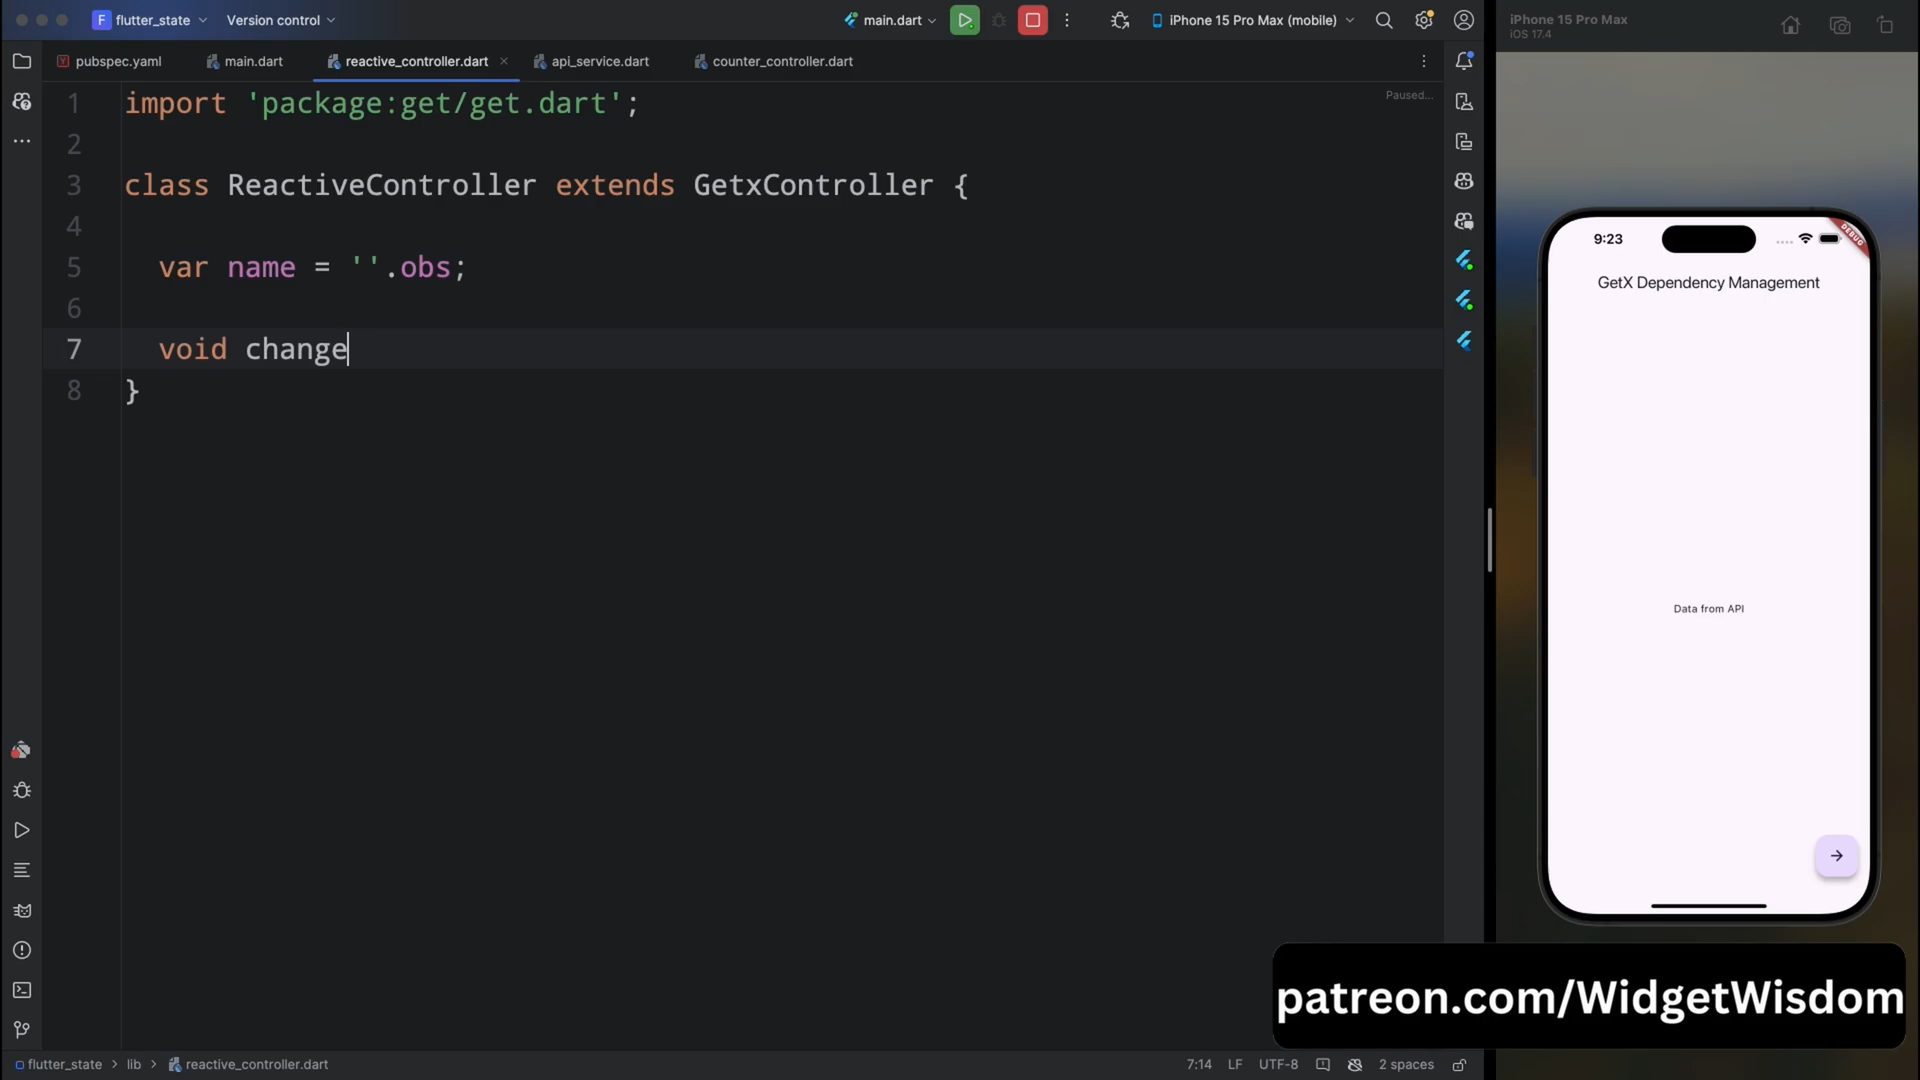 F flutter_state Version control main.dart iPhone 15 Pro Max (mobile)
iPhone 15 Pro Max
iOS 17.4
pubspec.yaml main.dart reactive_controller.dart api_service.dart counter_controller.dart
Paused...
1 import 'package:get/get.dart';
2
3 class ReactiveController extends GetxController {
4
5 var name = ''.obs;
6
7 void change
8 }
9:23
DEBUG
GetX Dependency Management
Data from API
patreon.com/WidgetWisdom
flutter_state > lib > reactive_controller.dart
7:14 LF UTF-8 2 spaces